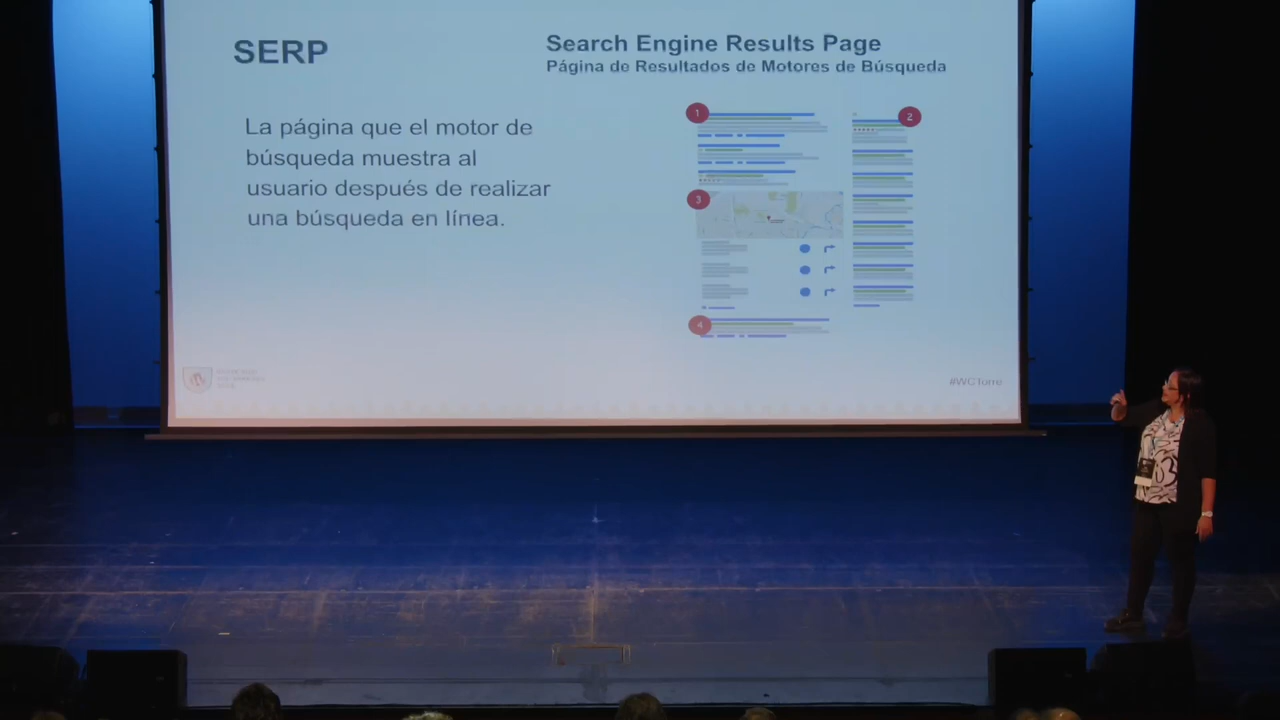 SERP
La página que el motor de
búsqueda muestra al
usuario después de realizar
una búsqueda en línea.
Search Engine Results Page
Página de Resultados de Motores de Búsqueda
1
2
3
4
#WCTorre